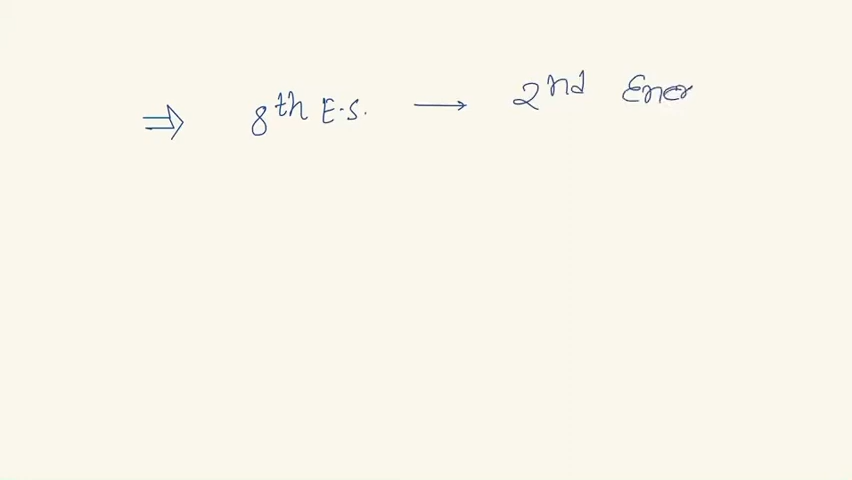 ⇒ 8th E.S. → 2nd Ener